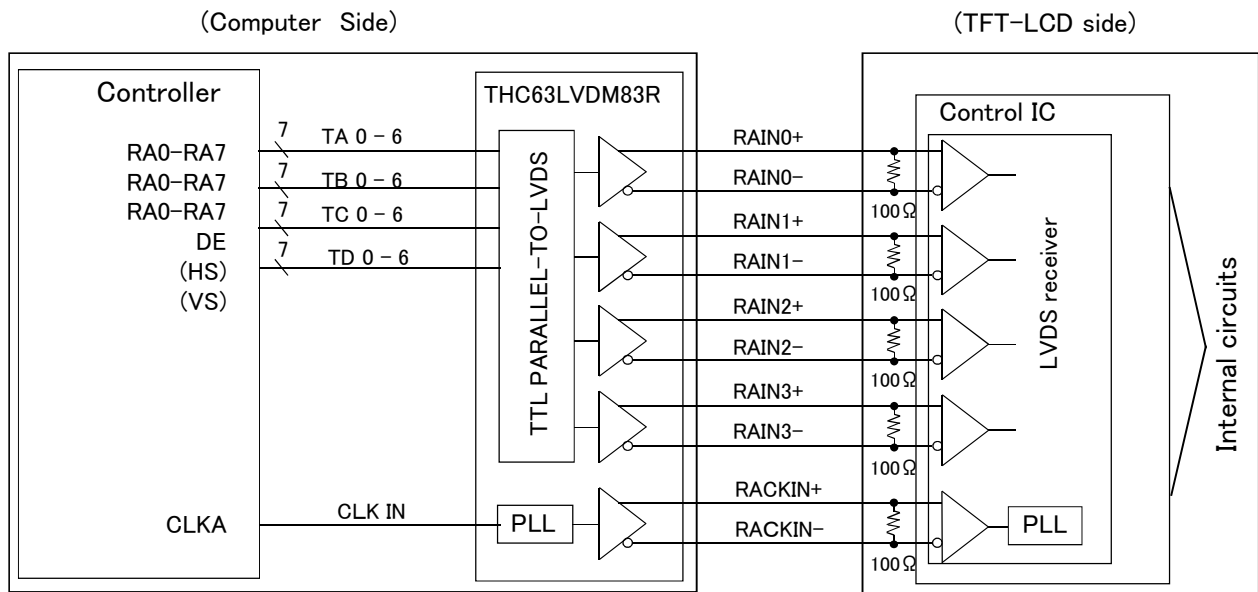 (Computer Side)
(TFT-LCD side)
Controller
RA0-RA7
RA0-RA7
RA0-RA7
DE
(HS)
(VS)
CLKA
7
TA 0 - 6
7
TB 0 - 6
7
TC 0 - 6
7
TD 0 - 6
CLK IN
THC63LVDM83R
TTL PARALLEL-TO-LVDS
PLL
RAIN0+
RAIN0-
RAIN1+
RAIN1-
RAIN2+
RAIN2-
RAIN3+
RAIN3-
RACKIN+
RACKIN-
100Ω
100Ω
100Ω
100Ω
100Ω
Control IC
LVDS receiver
PLL
Internal circuits